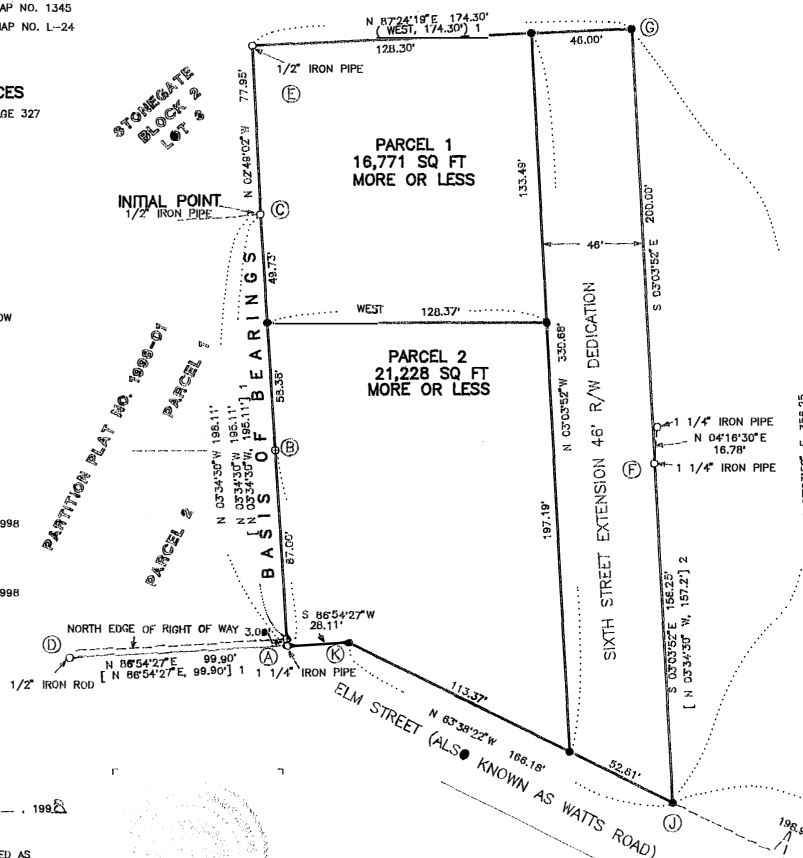 AP NO. 1345
MAP NO. L-24
CES
GE 327
N 87°24'19" E 174.30'
( WEST, 174.30') 1
128.30'
46.00'
G
1/2" IRON PIPE
77.95'
E
STONEGATE
BLOCK 2
LOT 3
PARCEL 1
16,771 SQ FT
MORE OR LESS
N 02°49'02" W
133.49'
200.00'
INITIAL POINT
1/2" IRON PIPE
C
46'
S 03°03'52" E
49.73'
OW
WEST 128.37'
PARCEL 2
21,228 SQ FT
MORE OR LESS
330.68'
N 03°03'52" W
SIXTH STREET EXTENSION 46' R/W DEDICATION
PARTITION PLAT NO. 1998-01
PARCEL 1
PARCEL 2
BASIS OF BEARINGS
58.38'
N 03°34'30" W 198.11'
N 03°34'30" W 195.11'
[ N 03°34'30" W, 195.11'] 1
B
87.00'
197.19'
1 1/4" IRON PIPE
N 04°16'30" E
16.78'
F
1 1/4" IRON PIPE
998
998
S 03°03'52" E 156.25'
[ N 03°34'30" W, 157.2'] 2
NORTH EDGE OF RIGHT OF WAY
3.00'
S 86°54'27" W
28.11'
D
A
K
N 86°54'27" E 99.90'
[ N 86°54'27" E, 99.90'] 1
1 1/4" IRON PIPE
1/2" IRON ROD
113.37'
N 63°38'22" W
166.18'
52.81'
ELM STREET (ALSO KNOWN AS WATTS ROAD)
J
, 199
ED AS